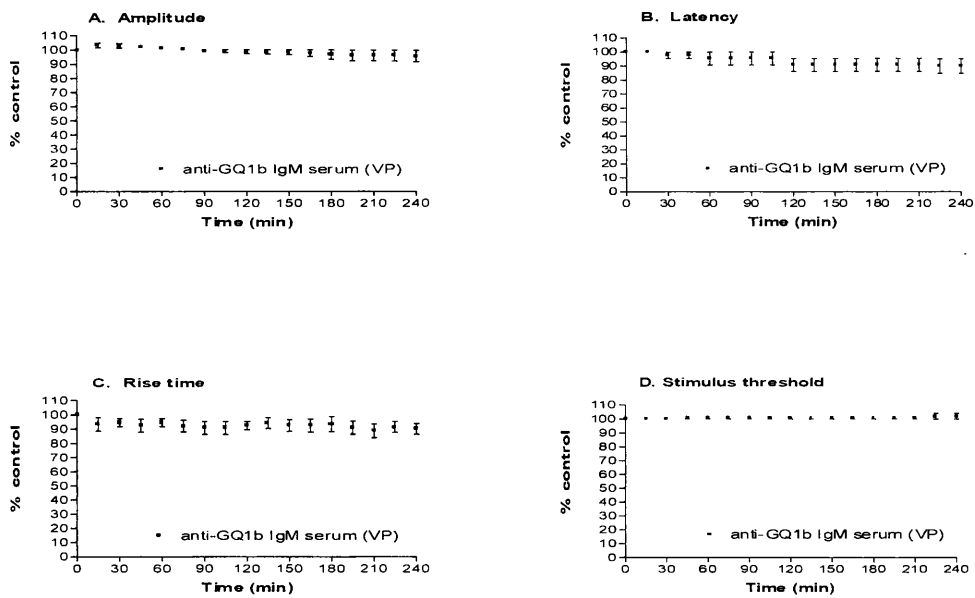 A. Amplitude
110
100
90
80
70
60
50
40
30
20
10
0
% control
anti-GQ1b IgM serum (VP)
0 30 60 90 120 150 180 210 240
Time (min)
B. Latency
110
100
90
80
70
60
50
40
30
20
10
0
% control
anti-GQ1b IgM serum (VP)
0 30 60 90 120 150 180 210 240
Time (min)
C. Rise time
110
100
90
80
70
60
50
40
30
20
10
0
% control
anti-GQ1b IgM serum (VP)
0 30 60 90 120 150 180 210 240
Time (min)
D. Stimulus threshold
110
100
90
80
70
60
50
40
30
20
10
0
% control
anti-GQ1b IgM serum (VP)
0 30 60 90 120 150 180 210 240
Time (min)